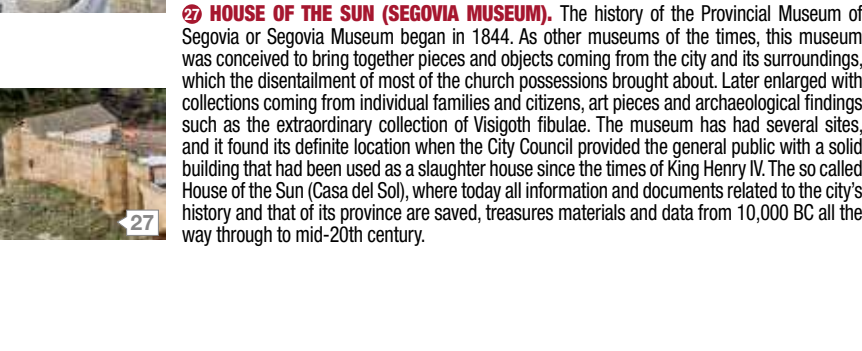 27 HOUSE OF THE SUN (SEGOVIA MUSEUM). The history of the Provincial Museum of
Segovia or Segovia Museum began in 1844. As other museums of the times, this museum
was conceived to bring together pieces and objects coming from the city and its surroundings,
which the disentailment of most of the church possessions brought about. Later enlarged with
collections coming from individual families and citizens, art pieces and archaeological findings
such as the extraordinary collection of Visigoth fibulae. The museum has had several sites,
and it found its definite location when the City Council provided the general public with a solid
building that had been used as a slaughter house since the times of King Henry IV. The so called
House of the Sun (Casa del Sol), where today all information and documents related to the city's
history and that of its province are saved, treasures materials and data from 10,000 BC all the
way through to mid-20th century.
27